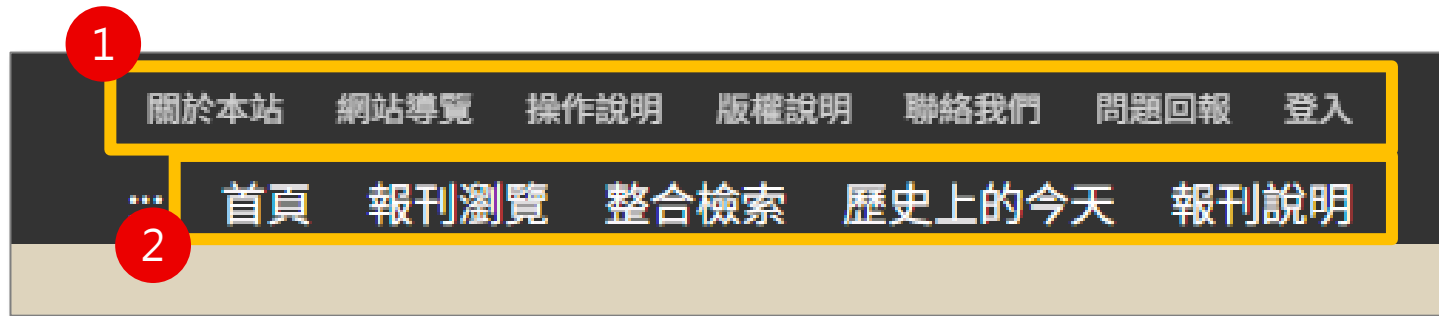 1
關於本站 網站導覽 操作說明 版權說明 聯絡我們 問題回報 登入
... 首頁 報刊瀏覽 整合檢索 歷史上的今天 報刊說明
2